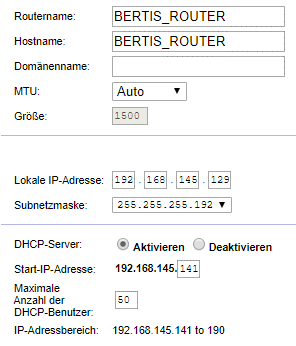 Routername: BERTIS_ROUTER
Hostname: BERTIS_ROUTER
Domänenname:
MTU: Auto
Größe: 1500
Lokale IP-Adresse: 192 . 168 . 145 . 129
Subnetzmaske: 255.255.255.192
DHCP-Server: Aktivieren Deaktivieren
Start-IP-Adresse: 192.168.145. 141
Maximale
Anzahl der 50
DHCP-Benutzer:
IP-Adressbereich: 192.168.145.141 to 190